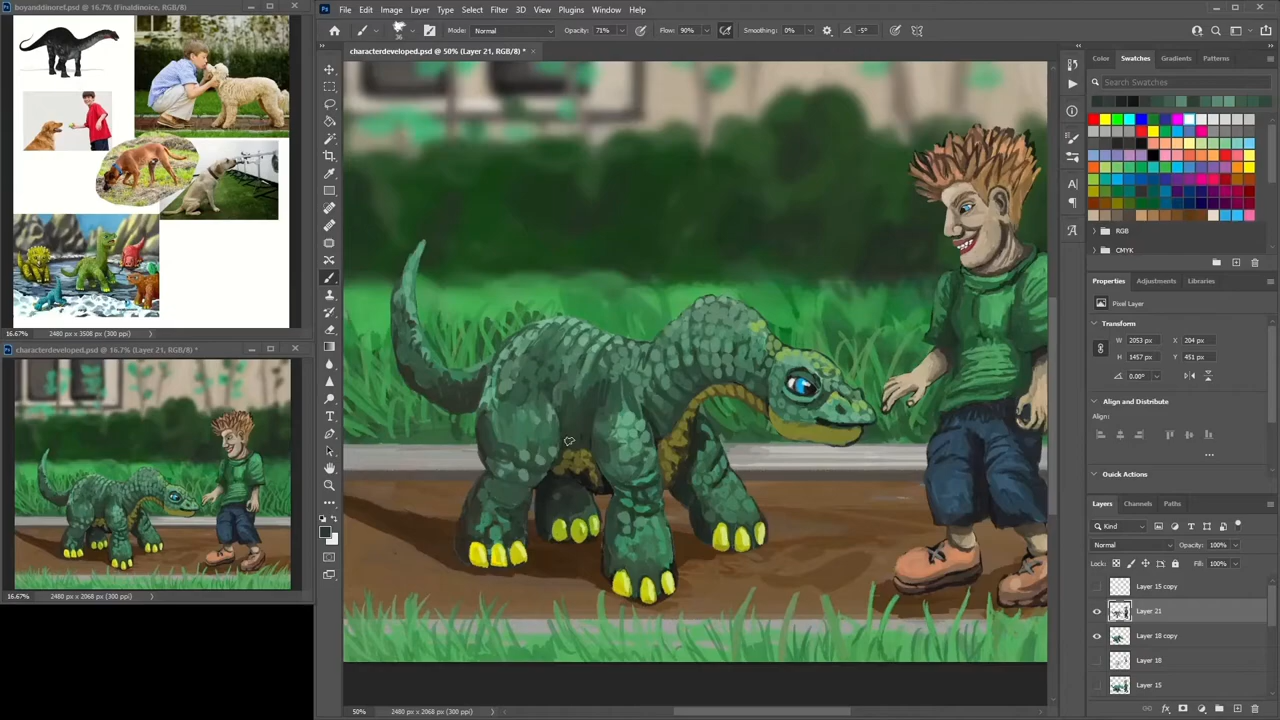 boyandtinoref.jpg @ 16.7% (Finaldinoice, RGB/8)
16.67% 2480 px x 3508 px (300 ppi)
characterdeveloped.psd @ 16.7% (Layer 21, RGB/8) *
16.67% 2480 px x 2068 px (300 ppi)
File Edit Image Layer Type Select Filter 3D View Plugins Window Help
36 Mode: Normal Opacity: 71% Flow: 90% Smoothing: 0% -5°
characterdeveloped.psd @ 50% (Layer 21, RGB/8) *
50% 2480 px x 2068 px (300 ppi)
Color Swatches Gradients Patterns
Search Swatches
RGB
CMYK
Properties Adjustments Libraries
Pixel Layer
Transform
W 2053 px X 204 px
H 1457 px Y 451 px
0.00°
Align and Distribute
Align:
Quick Actions
Layers Channels Paths
Kind
Normal Opacity: 100%
Lock: Fill: 100%
Layer 15 copy
Layer 21
Layer 18 copy
Layer 18
Layer 15